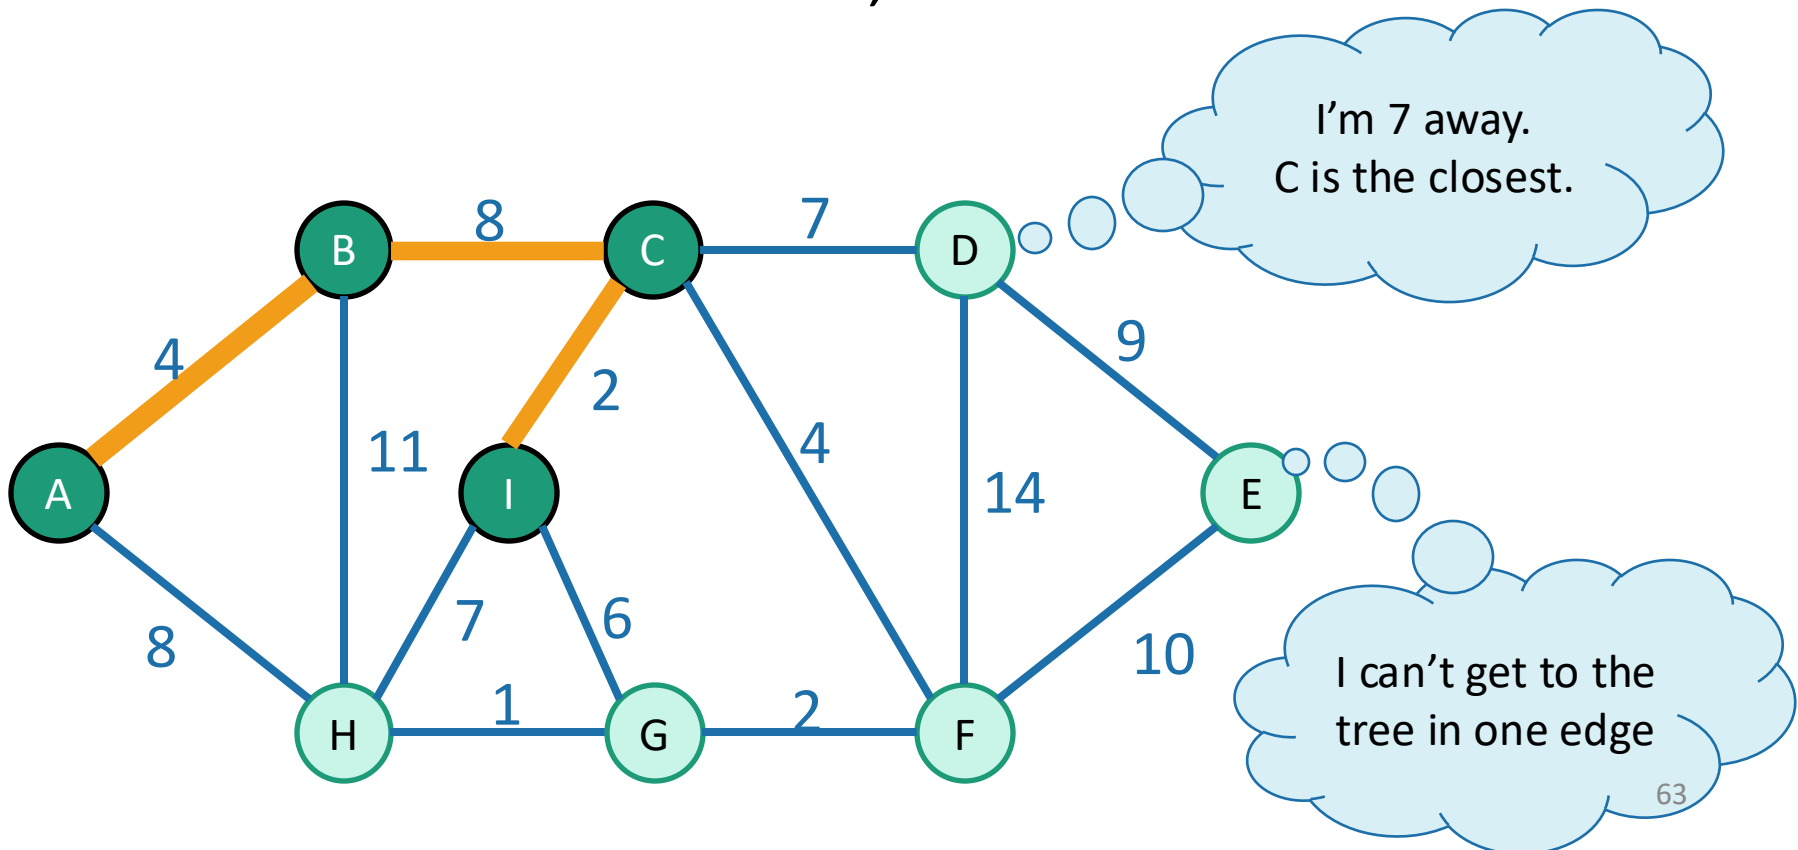 I’m 7 away.
C is the closest.
B
8
C
7
D
4
9
2
11
4
A
I
14
E
8
7
6
10
H
1
G
2
F
I can’t get to the
tree in one edge
63